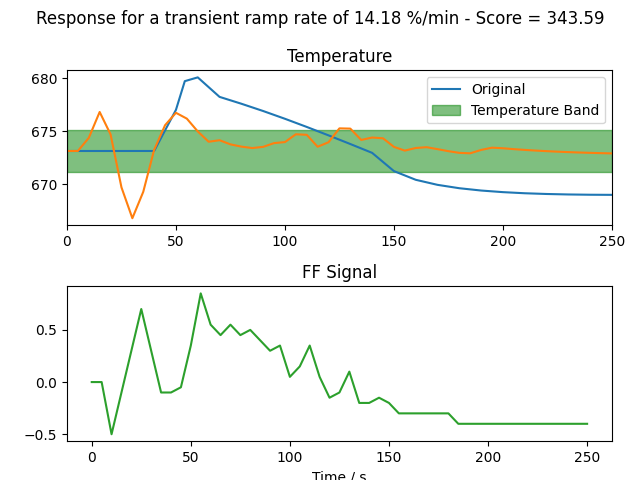 Response for a transient ramp rate of 14.18 %/min - Score = 343.59
Temperature
680
675
670
Original
Temperature Band
0 50 100 150 200 250
FF Signal
0.5
0.0
−0.5
0 50 100 150 200 250
Time / s